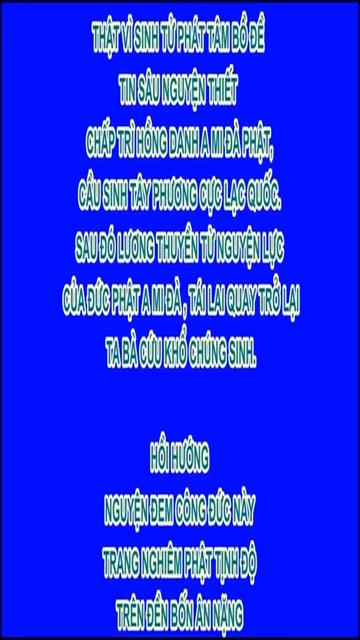 THẬT VÌ SINH TỬ PHÁT TÂM BỒ ĐỀ
TIN SÂU NGUYỆN THIẾT
CHẤP TRÌ HỒNG DANH A MI ĐÀ PHẬT,
CẦU SINH TÂY PHƯƠNG CỰC LẠC QUỐC.
SAU ĐÓ LƯƠNG THUYỀN TỪ NGUYỆN LỰC
CỦA ĐỨC PHẬT A MI ĐÀ , TÁI LAI QUAY TRỞ LẠI
TA BÀ CỨU KHỔ CHÚNG SINH.
HỒI HƯỚNG
NGUYỆN ĐEM CÔNG ĐỨC NÀY
TRANG NGHIÊM PHẬT TỊNH ĐỘ
TRÊN ĐỀN BỐN ÂN NẶNG